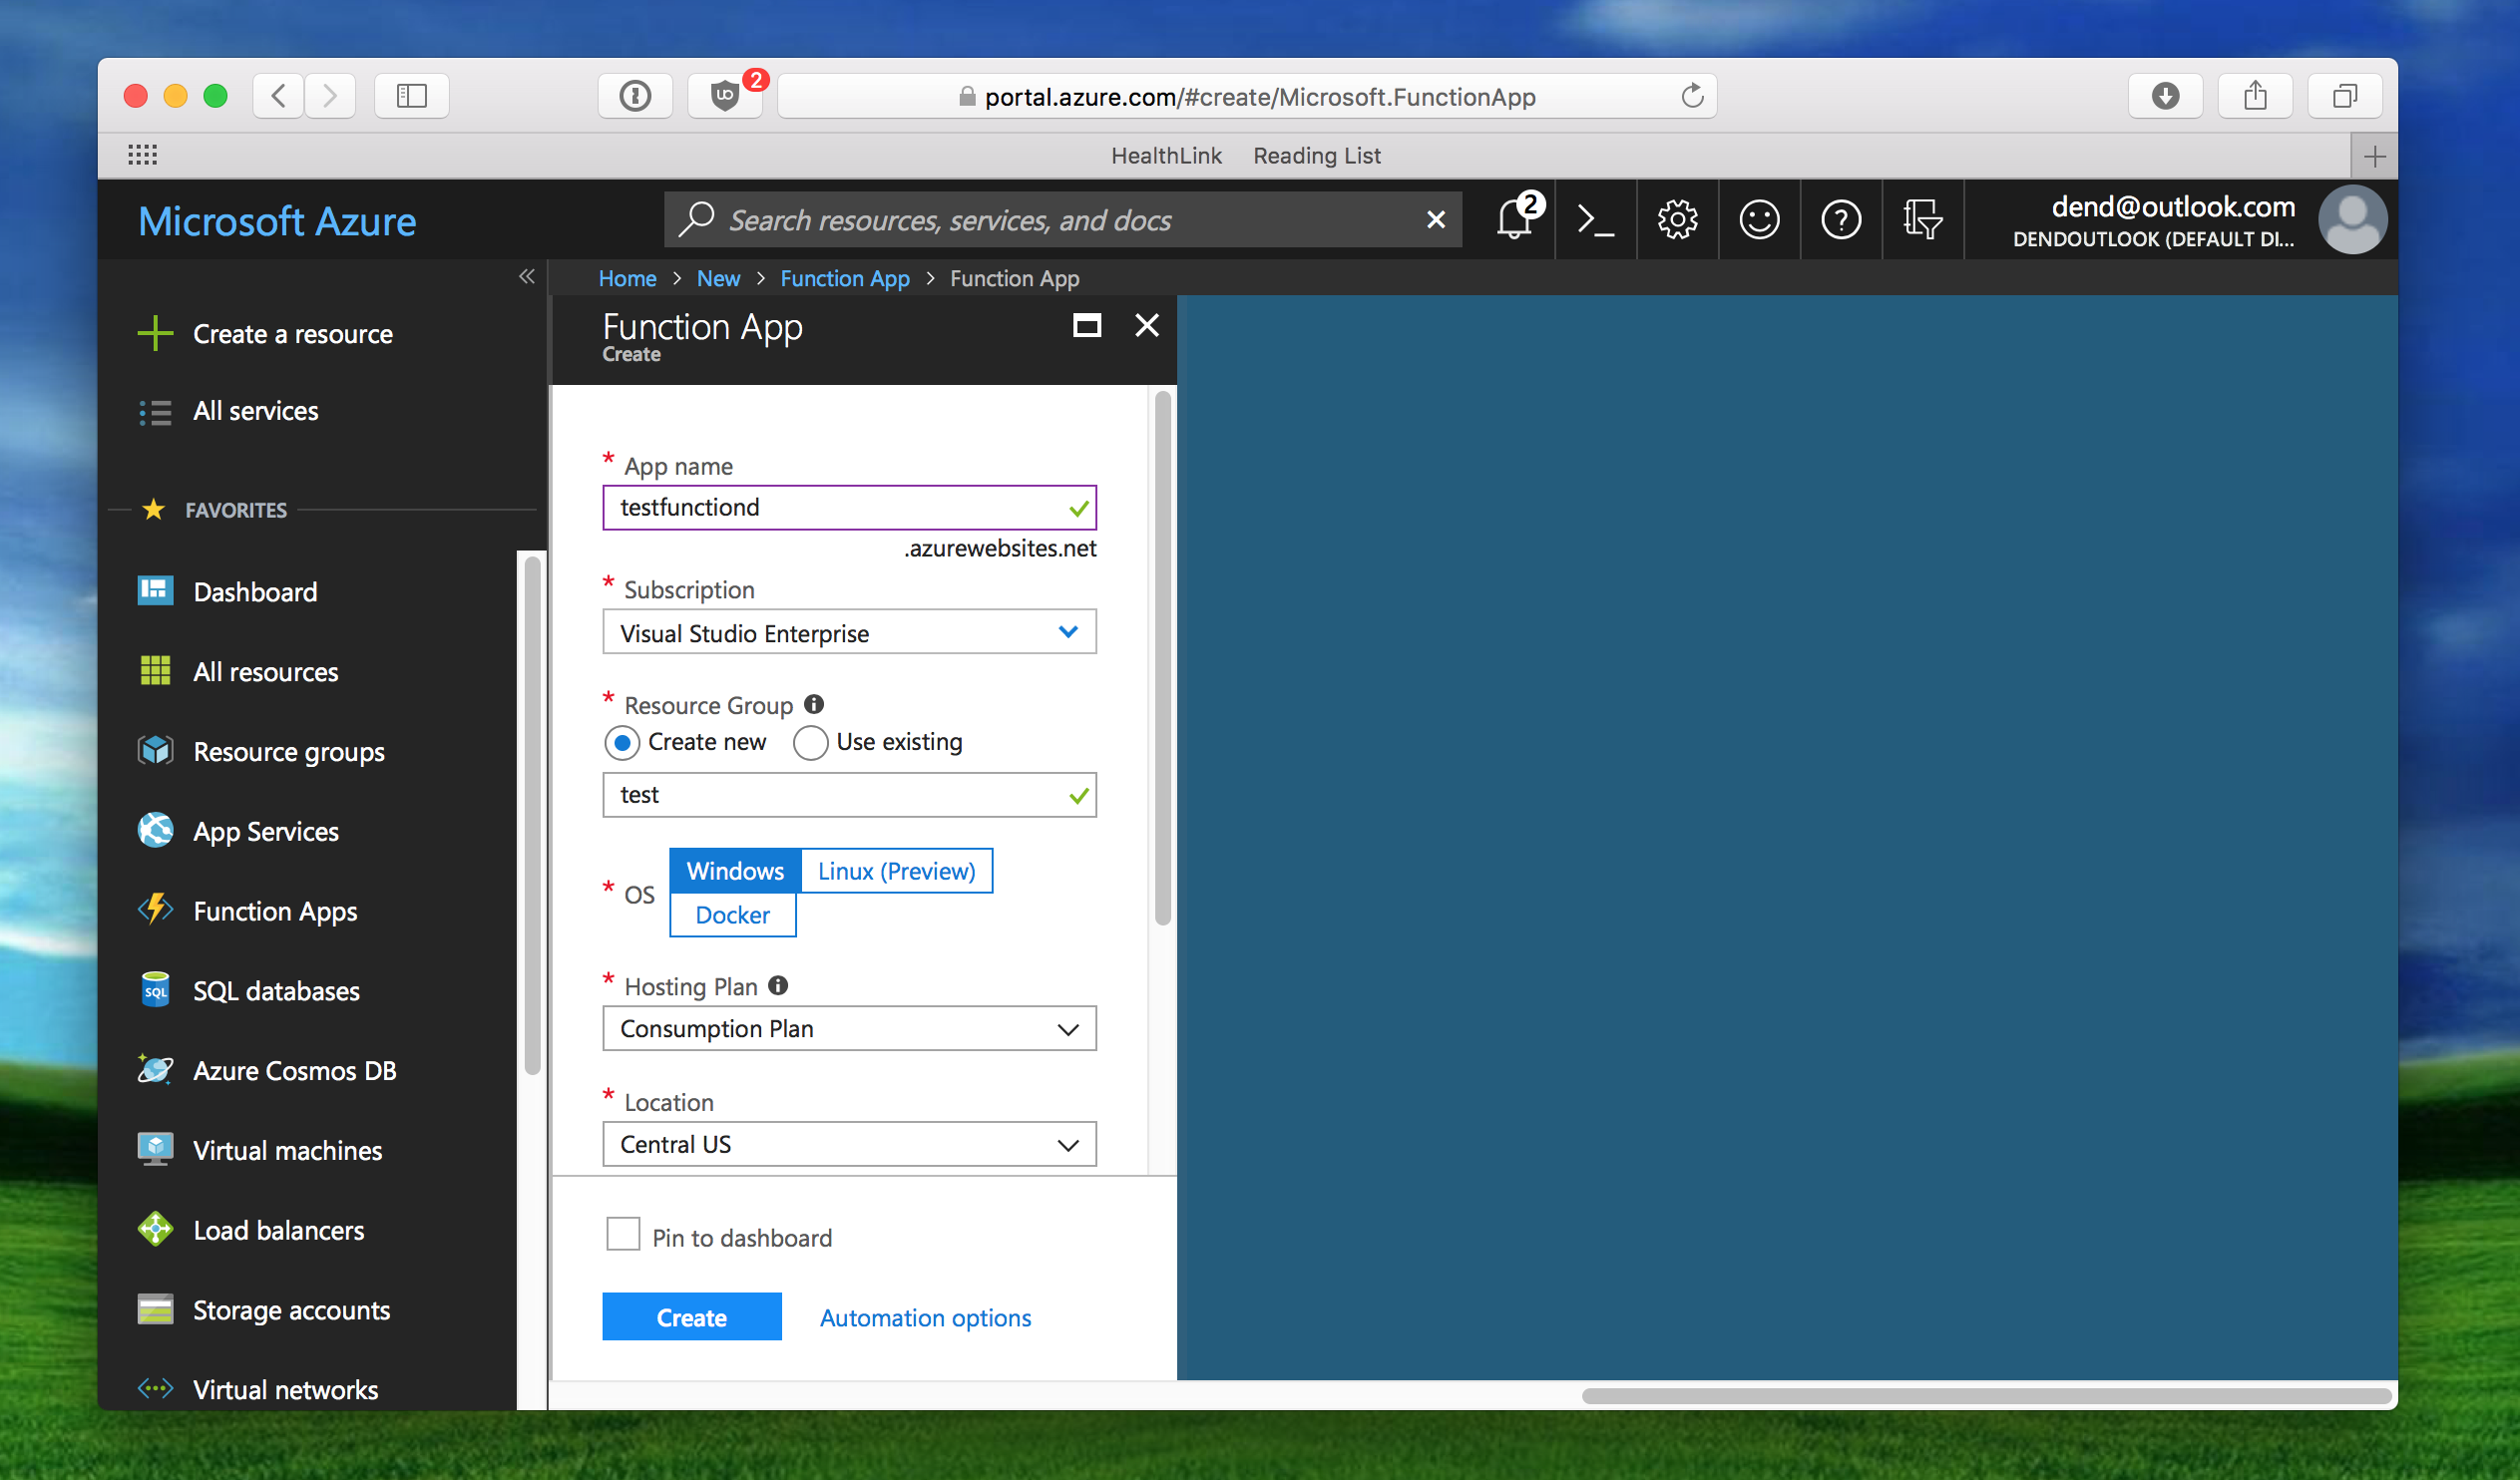 2
portal.azure.com/#create/Microsoft.FunctionApp
HealthLink Reading List
Microsoft Azure
Search resources, services, and docs
2
dend@outlook.com
DENDOUTLOOK (DEFAULT DI...
Create a resource
All services
FAVORITES
Dashboard
All resources
Resource groups
App Services
Function Apps
SQL
SQL databases
Azure Cosmos DB
Virtual machines
Load balancers
Storage accounts
Virtual networks
Home > New > Function App > Function App
Function App
Create
* App name
testfunctiond
.azurewebsites.net
* Subscription
Visual Studio Enterprise
* Resource Group
Create new Use existing
test
* OS
Windows Linux (Preview)
Docker
* Hosting Plan
Consumption Plan
* Location
Central US
Pin to dashboard
Create Automation options